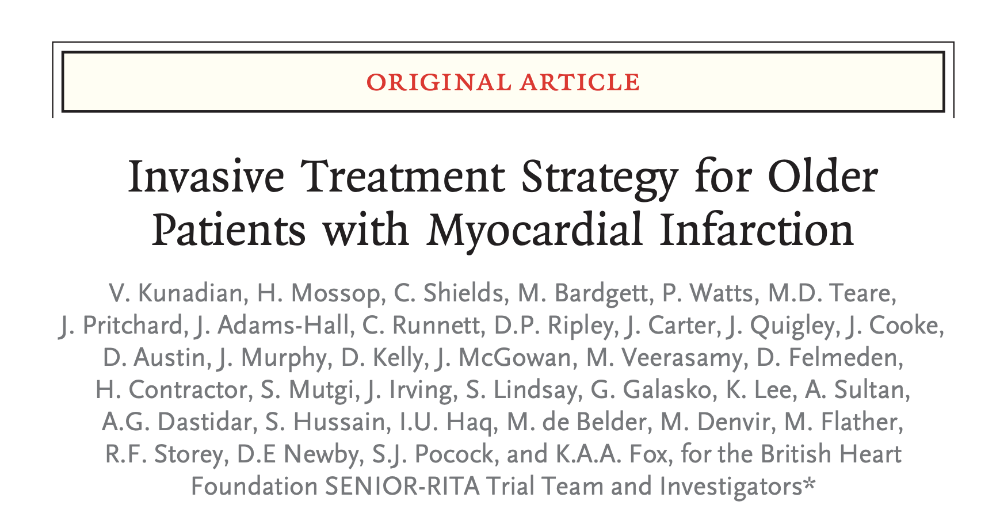 ORIGINAL ARTICLE
Invasive Treatment Strategy for Older
Patients with Myocardial Infarction
V. Kunadian, H. Mossop, C. Shields, M. Bardgett, P. Watts, M.D. Teare,
J. Pritchard, J. Adams-Hall, C. Runnett, D.P. Ripley, J. Carter, J. Quigley, J. Cooke,
D. Austin, J. Murphy, D. Kelly, J. McGowan, M. Veerasamy, D. Felmeden,
H. Contractor, S. Mutgi, J. Irving, S. Lindsay, G. Galasko, K. Lee, A. Sultan,
A.G. Dastidar, S. Hussain, I.U. Haq, M. de Belder, M. Denvir, M. Flather,
R.F. Storey, D.E Newby, S.J. Pocock, and K.A.A. Fox, for the British Heart
Foundation SENIOR-RITA Trial Team and Investigators*